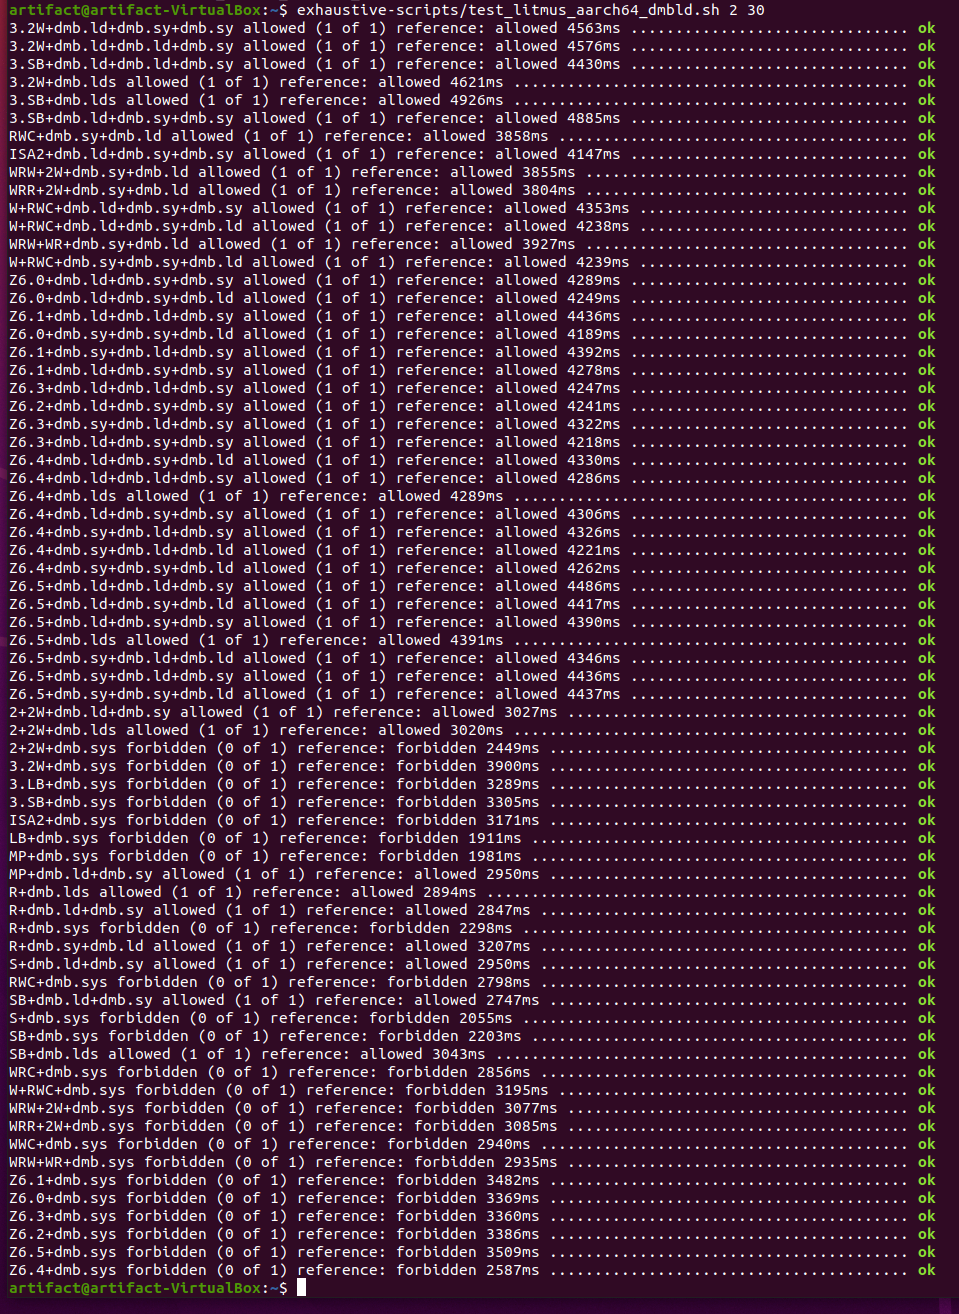 artifact@artifact-VirtualBox:~$ exhaustive-scripts/test_litmus_aarch64_dmbld.sh 2 30
3.2W+dmb.ld+dmb.sy+dmb.sy allowed (1 of 1) reference: allowed 4563ms ............................... ok
3.2W+dmb.ld+dmb.ld+dmb.sy allowed (1 of 1) reference: allowed 4576ms ............................... ok
3.SB+dmb.ld+dmb.ld+dmb.sy allowed (1 of 1) reference: allowed 4430ms ............................... ok
3.2W+dmb.lds allowed (1 of 1) reference: allowed 4621ms ............................................ ok
3.SB+dmb.lds allowed (1 of 1) reference: allowed 4926ms ............................................ ok
3.SB+dmb.ld+dmb.sy+dmb.sy allowed (1 of 1) reference: allowed 4885ms ............................... ok
RWC+dmb.sy+dmb.ld allowed (1 of 1) reference: allowed 3858ms ....................................... ok
ISA2+dmb.ld+dmb.sy+dmb.sy allowed (1 of 1) reference: allowed 4147ms ............................... ok
WRW+2W+dmb.sy+dmb.ld allowed (1 of 1) reference: allowed 3855ms .................................... ok
WRR+2W+dmb.sy+dmb.ld allowed (1 of 1) reference: allowed 3804ms .................................... ok
W+RWC+dmb.ld+dmb.sy+dmb.sy allowed (1 of 1) reference: allowed 4353ms .............................. ok
W+RWC+dmb.ld+dmb.sy+dmb.ld allowed (1 of 1) reference: allowed 4238ms .............................. ok
WRW+WR+dmb.sy+dmb.ld allowed (1 of 1) reference: allowed 3927ms .................................... ok
W+RWC+dmb.sy+dmb.sy+dmb.ld allowed (1 of 1) reference: allowed 4239ms .............................. ok
Z6.0+dmb.ld+dmb.sy+dmb.sy allowed (1 of 1) reference: allowed 4289ms ............................... ok
Z6.0+dmb.ld+dmb.sy+dmb.ld allowed (1 of 1) reference: allowed 4249ms ............................... ok
Z6.1+dmb.ld+dmb.ld+dmb.sy allowed (1 of 1) reference: allowed 4436ms ............................... ok
Z6.0+dmb.sy+dmb.sy+dmb.ld allowed (1 of 1) reference: allowed 4189ms ............................... ok
Z6.1+dmb.sy+dmb.ld+dmb.sy allowed (1 of 1) reference: allowed 4392ms ............................... ok
Z6.1+dmb.ld+dmb.sy+dmb.sy allowed (1 of 1) reference: allowed 4278ms ............................... ok
Z6.3+dmb.ld+dmb.ld+dmb.sy allowed (1 of 1) reference: allowed 4247ms ............................... ok
Z6.2+dmb.ld+dmb.sy+dmb.sy allowed (1 of 1) reference: allowed 4241ms ............................... ok
Z6.3+dmb.sy+dmb.ld+dmb.sy allowed (1 of 1) reference: allowed 4322ms ............................... ok
Z6.3+dmb.ld+dmb.sy+dmb.sy allowed (1 of 1) reference: allowed 4218ms ............................... ok
Z6.4+dmb.ld+dmb.sy+dmb.ld allowed (1 of 1) reference: allowed 4330ms ............................... ok
Z6.4+dmb.ld+dmb.ld+dmb.sy allowed (1 of 1) reference: allowed 4286ms ............................... ok
Z6.4+dmb.lds allowed (1 of 1) reference: allowed 4289ms ............................................ ok
Z6.4+dmb.ld+dmb.sy+dmb.sy allowed (1 of 1) reference: allowed 4306ms ............................... ok
Z6.4+dmb.sy+dmb.ld+dmb.sy allowed (1 of 1) reference: allowed 4326ms ............................... ok
Z6.4+dmb.sy+dmb.ld+dmb.ld allowed (1 of 1) reference: allowed 4221ms ............................... ok
Z6.4+dmb.sy+dmb.sy+dmb.ld allowed (1 of 1) reference: allowed 4262ms ............................... ok
Z6.5+dmb.ld+dmb.ld+dmb.sy allowed (1 of 1) reference: allowed 4486ms ............................... ok
Z6.5+dmb.ld+dmb.sy+dmb.ld allowed (1 of 1) reference: allowed 4417ms ............................... ok
Z6.5+dmb.ld+dmb.sy+dmb.sy allowed (1 of 1) reference: allowed 4390ms ............................... ok
Z6.5+dmb.lds allowed (1 of 1) reference: allowed 4391ms ............................................ ok
Z6.5+dmb.sy+dmb.ld+dmb.ld allowed (1 of 1) reference: allowed 4346ms ............................... ok
Z6.5+dmb.sy+dmb.ld+dmb.sy allowed (1 of 1) reference: allowed 4436ms ............................... ok
Z6.5+dmb.sy+dmb.sy+dmb.ld allowed (1 of 1) reference: allowed 4437ms ............................... ok
2+2W+dmb.ld+dmb.sy allowed (1 of 1) reference: allowed 3027ms ...................................... ok
2+2W+dmb.lds allowed (1 of 1) reference: allowed 3020ms ............................................ ok
2+2W+dmb.sys forbidden (0 of 1) reference: forbidden 2449ms ........................................ ok
3.2W+dmb.sys forbidden (0 of 1) reference: forbidden 3900ms ........................................ ok
3.LB+dmb.sys forbidden (0 of 1) reference: forbidden 3289ms ........................................ ok
3.SB+dmb.sys forbidden (0 of 1) reference: forbidden 3305ms ........................................ ok
ISA2+dmb.sys forbidden (0 of 1) reference: forbidden 3171ms ........................................ ok
LB+dmb.sys forbidden (0 of 1) reference: forbidden 1911ms .......................................... ok
MP+dmb.sys forbidden (0 of 1) reference: forbidden 1981ms .......................................... ok
MP+dmb.ld+dmb.sy allowed (1 of 1) reference: allowed 2950ms ........................................ ok
R+dmb.lds allowed (1 of 1) reference: allowed 2894ms ............................................... ok
R+dmb.ld+dmb.sy allowed (1 of 1) reference: allowed 2847ms ......................................... ok
R+dmb.sys forbidden (0 of 1) reference: forbidden 2298ms ........................................... ok
R+dmb.sy+dmb.ld allowed (1 of 1) reference: allowed 3207ms ......................................... ok
S+dmb.ld+dmb.sy allowed (1 of 1) reference: allowed 2950ms ......................................... ok
RWC+dmb.sys forbidden (0 of 1) reference: forbidden 2798ms ......................................... ok
SB+dmb.ld+dmb.sy allowed (1 of 1) reference: allowed 2747ms ........................................ ok
S+dmb.sys forbidden (0 of 1) reference: forbidden 2055ms ........................................... ok
SB+dmb.sys forbidden (0 of 1) reference: forbidden 2203ms .......................................... ok
SB+dmb.lds allowed (1 of 1) reference: allowed 3043ms .............................................. ok
WRC+dmb.sys forbidden (0 of 1) reference: forbidden 2856ms ......................................... ok
W+RWC+dmb.sys forbidden (0 of 1) reference: forbidden 3195ms ....................................... ok
WRW+2W+dmb.sys forbidden (0 of 1) reference: forbidden 3077ms ...................................... ok
WRR+2W+dmb.sys forbidden (0 of 1) reference: forbidden 3085ms ...................................... ok
WWC+dmb.sys forbidden (0 of 1) reference: forbidden 2940ms ......................................... ok
WRW+WR+dmb.sys forbidden (0 of 1) reference: forbidden 2935ms ...................................... ok
Z6.1+dmb.sys forbidden (0 of 1) reference: forbidden 3482ms ........................................ ok
Z6.0+dmb.sys forbidden (0 of 1) reference: forbidden 3369ms ........................................ ok
Z6.3+dmb.sys forbidden (0 of 1) reference: forbidden 3360ms ........................................ ok
Z6.2+dmb.sys forbidden (0 of 1) reference: forbidden 3386ms ........................................ ok
Z6.5+dmb.sys forbidden (0 of 1) reference: forbidden 3509ms ........................................ ok
Z6.4+dmb.sys forbidden (0 of 1) reference: forbidden 2587ms ........................................ ok
artifact@artifact-VirtualBox:~$